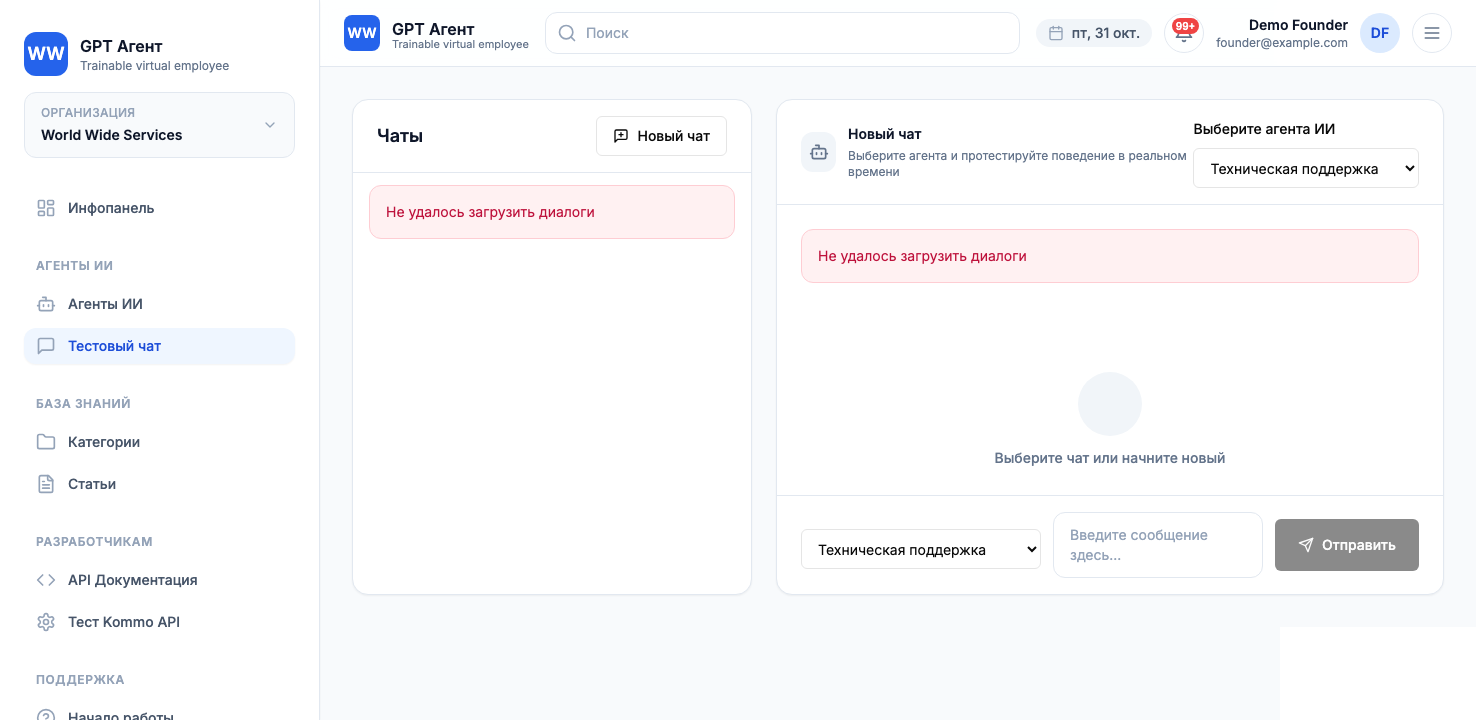 WW
GPT Агент
Trainable virtual employee
ОРГАНИЗАЦИЯ
World Wide Services
Инфопанель
АГЕНТЫ ИИ
Агенты ИИ
Тестовый чат
БАЗА ЗНАНИЙ
Категории
Статьи
РАЗРАБОТЧИКАМ
API Документация
Тест Kommo API
ПОДДЕРЖКА
Начало работы
WW
GPT Агент
Trainable virtual employee
Поиск
пт, 31 окт.
99+
Demo Founder
founder@example.com
DF
Чаты
Новый чат
Не удалось загрузить диалоги
Новый чат
Выберите агента и протестируйте поведение в реальном
времени
Выберите агента ИИ
Техническая поддержка
Не удалось загрузить диалоги
Выберите чат или начните новый
Техническая поддержка
Введите сообщение
здесь...
Отправить